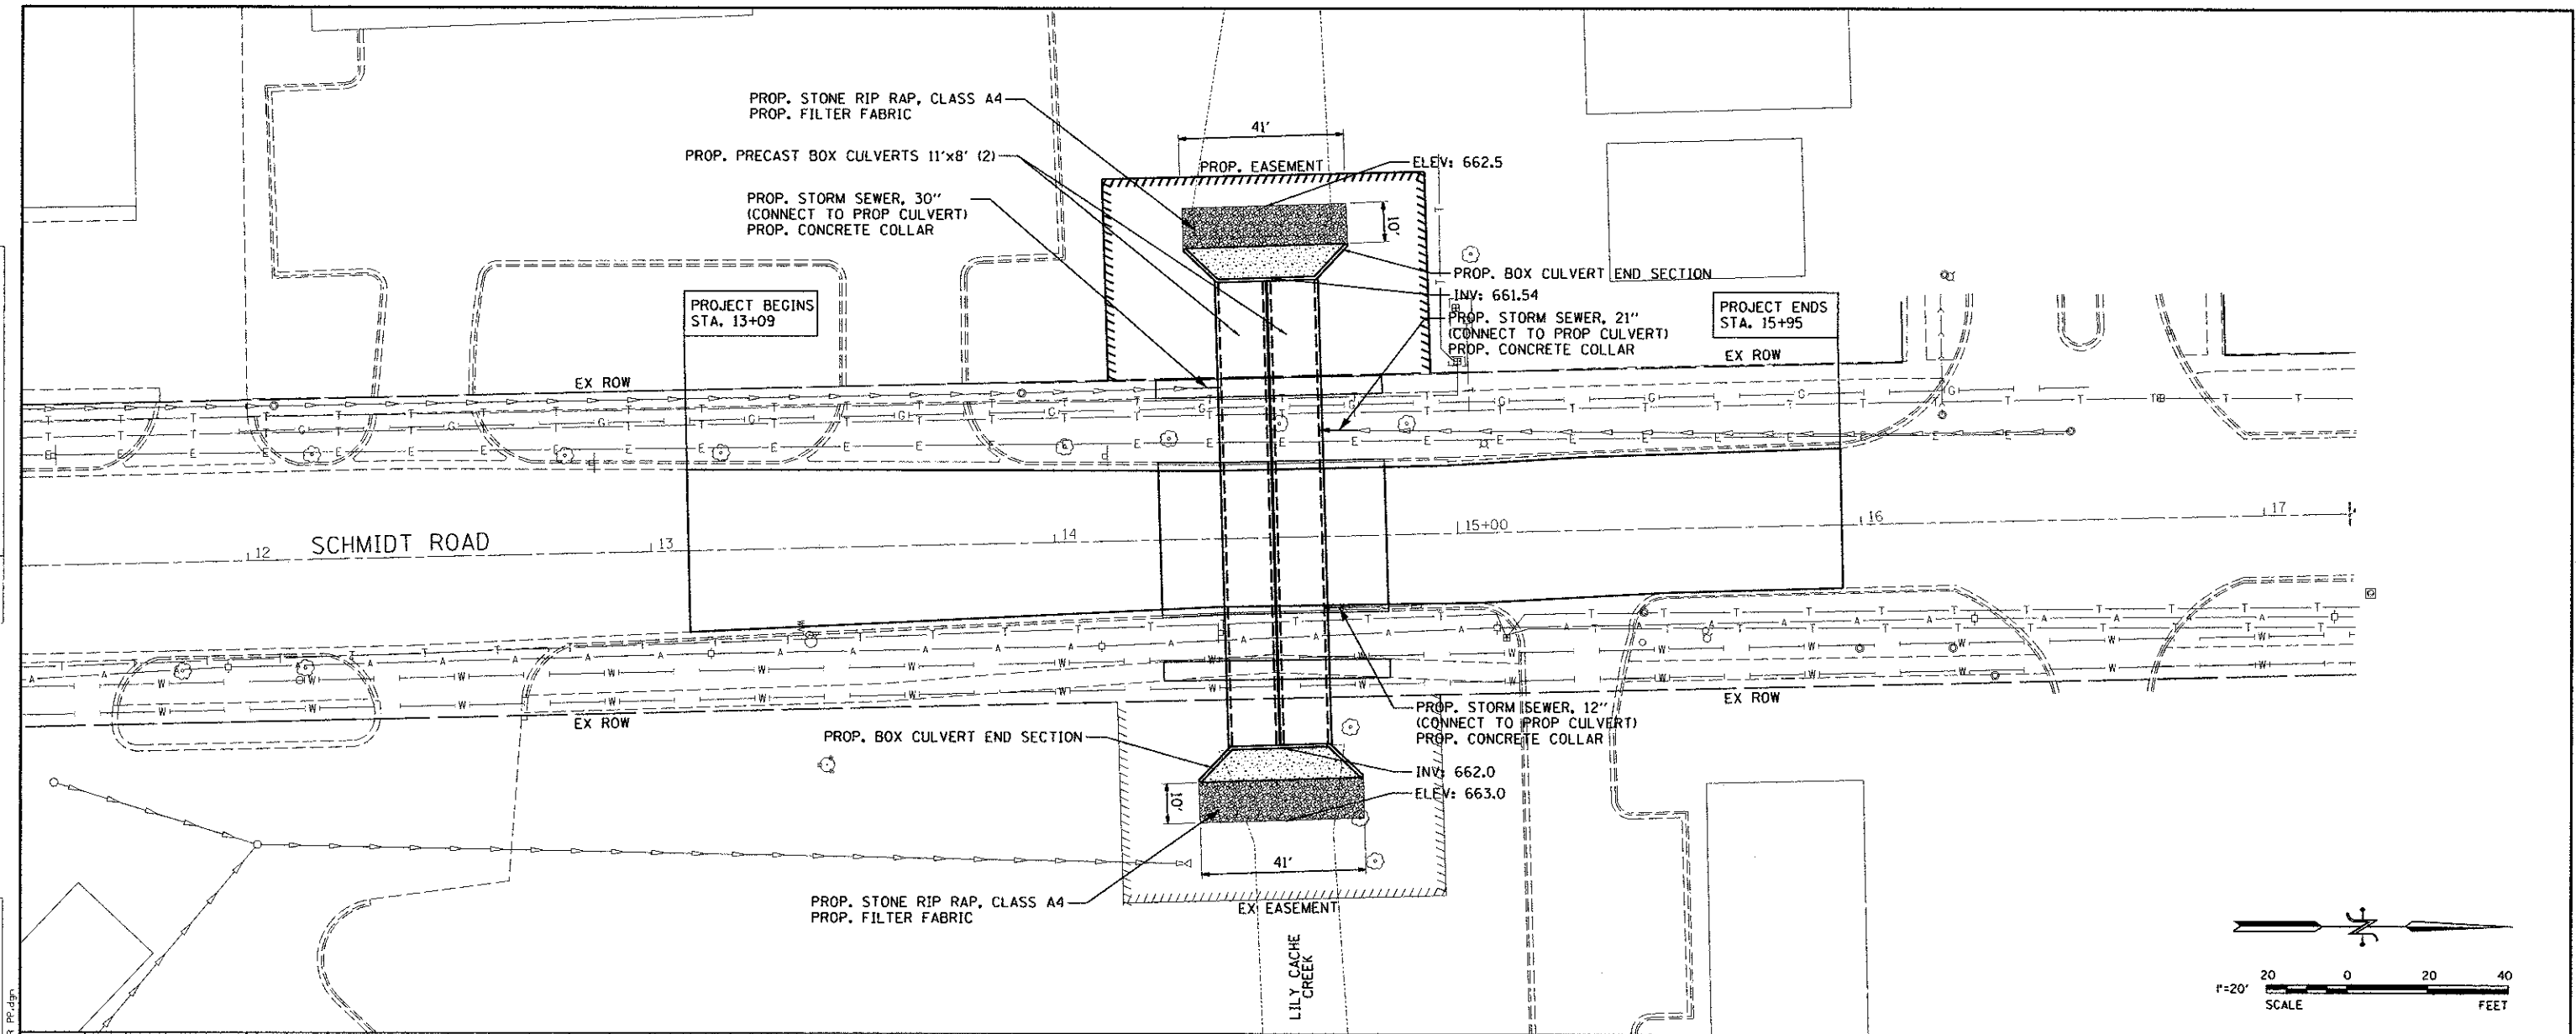 PROP. STONE RIP RAP, CLASS A4
PROP. FILTER FABRIC
41'
PROP. PRECAST BOX CULVERTS 11'x8' (2)
PROP. EASEMENT
ELEV: 662.5
PROP. STORM SEWER, 30"
(CONNECT TO PROP CULVERT)
PROP. CONCRETE COLLAR
10'
PROP. BOX CULVERT END SECTION
INV: 661.54
PROJECT BEGINS
STA. 13+09
PROP. STORM SEWER, 21"
(CONNECT TO PROP CULVERT)
PROP. CONCRETE COLLAR
PROJECT ENDS
STA. 15+95
EX ROW
EX ROW
12
SCHMIDT ROAD
13
14
15+00
16
17
EX ROW
EX ROW
PROP. STORM SEWER, 12"
(CONNECT TO PROP CULVERT)
PROP. CONCRETE COLLAR
PROP. BOX CULVERT END SECTION
INV: 662.0
ELEV: 663.0
10'
41'
PROP. STONE RIP RAP, CLASS A4
PROP. FILTER FABRIC
EX EASEMENT
LILY CACHE
CREEK
1"=20'
20 0 20 40
SCALE FEET